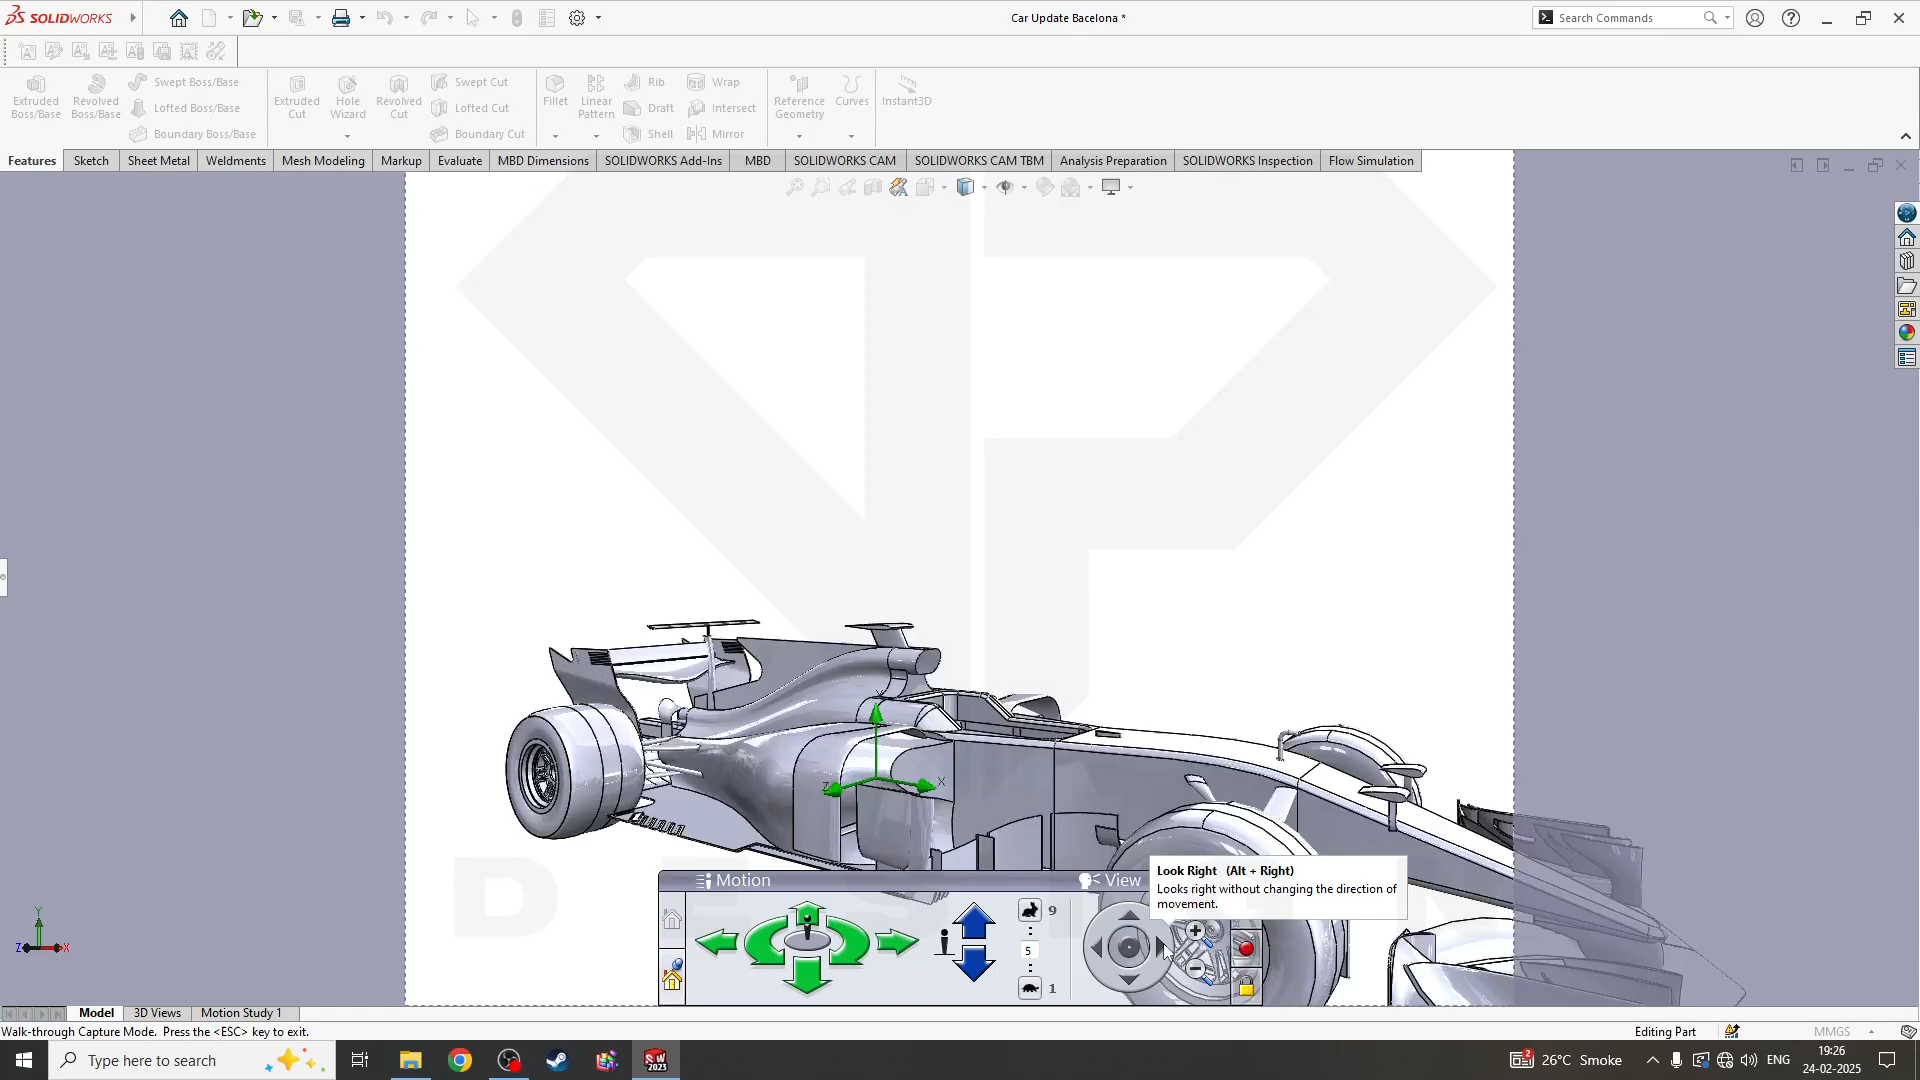 SOLIDWORKS
Car Update Bacelona *
Search Commands
Extruded Boss/Base
Revolved Boss/Base
Swept Boss/Base
Lofted Boss/Base
Boundary Boss/Base
Extruded Cut
Hole Wizard
Revolved Cut
Swept Cut
Lofted Cut
Boundary Cut
Fillet
Linear Pattern
Rib
Draft
Shell
Wrap
Intersect
Mirror
Reference Geometry
Curves
Instant3D
Features
Sketch
Sheet Metal
Weldments
Mesh Modeling
Markup
Evaluate
MBD Dimensions
SOLIDWORKS Add-Ins
MBD
SOLIDWORKS CAM
SOLIDWORKS CAM TBM
Analysis Preparation
SOLIDWORKS Inspection
Flow Simulation
Y
Z
X
Look Right (Alt + Right)
Looks right without changing the direction of
movement.
Motion
View
9
5
1
Y
Z
X
Model
3D Views
Motion Study 1
Walk-through Capture Mode. Press the <ESC> key to exit.
Editing Part
MMGS
Type here to search
SW
2023
2
26°C Smoke
ENG
19:26
24-02-2025